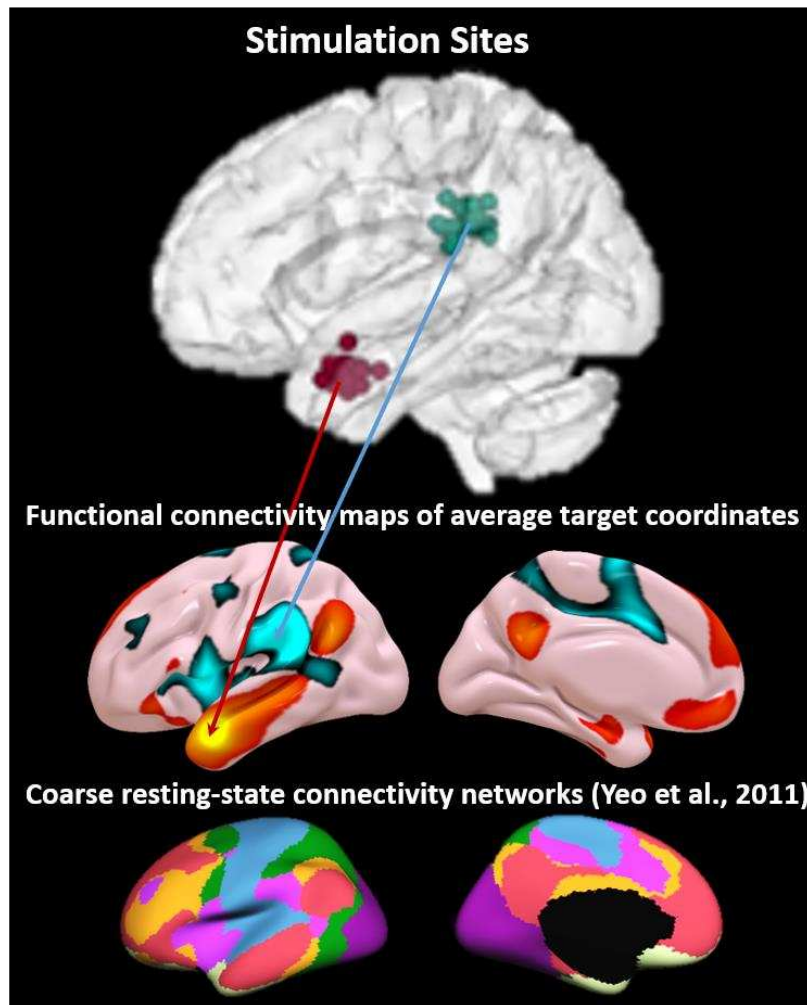 Stimulation Sites
Functional connectivity maps of average target coordinates
Coarse resting-state connectivity networks (Yeo et al., 2011)